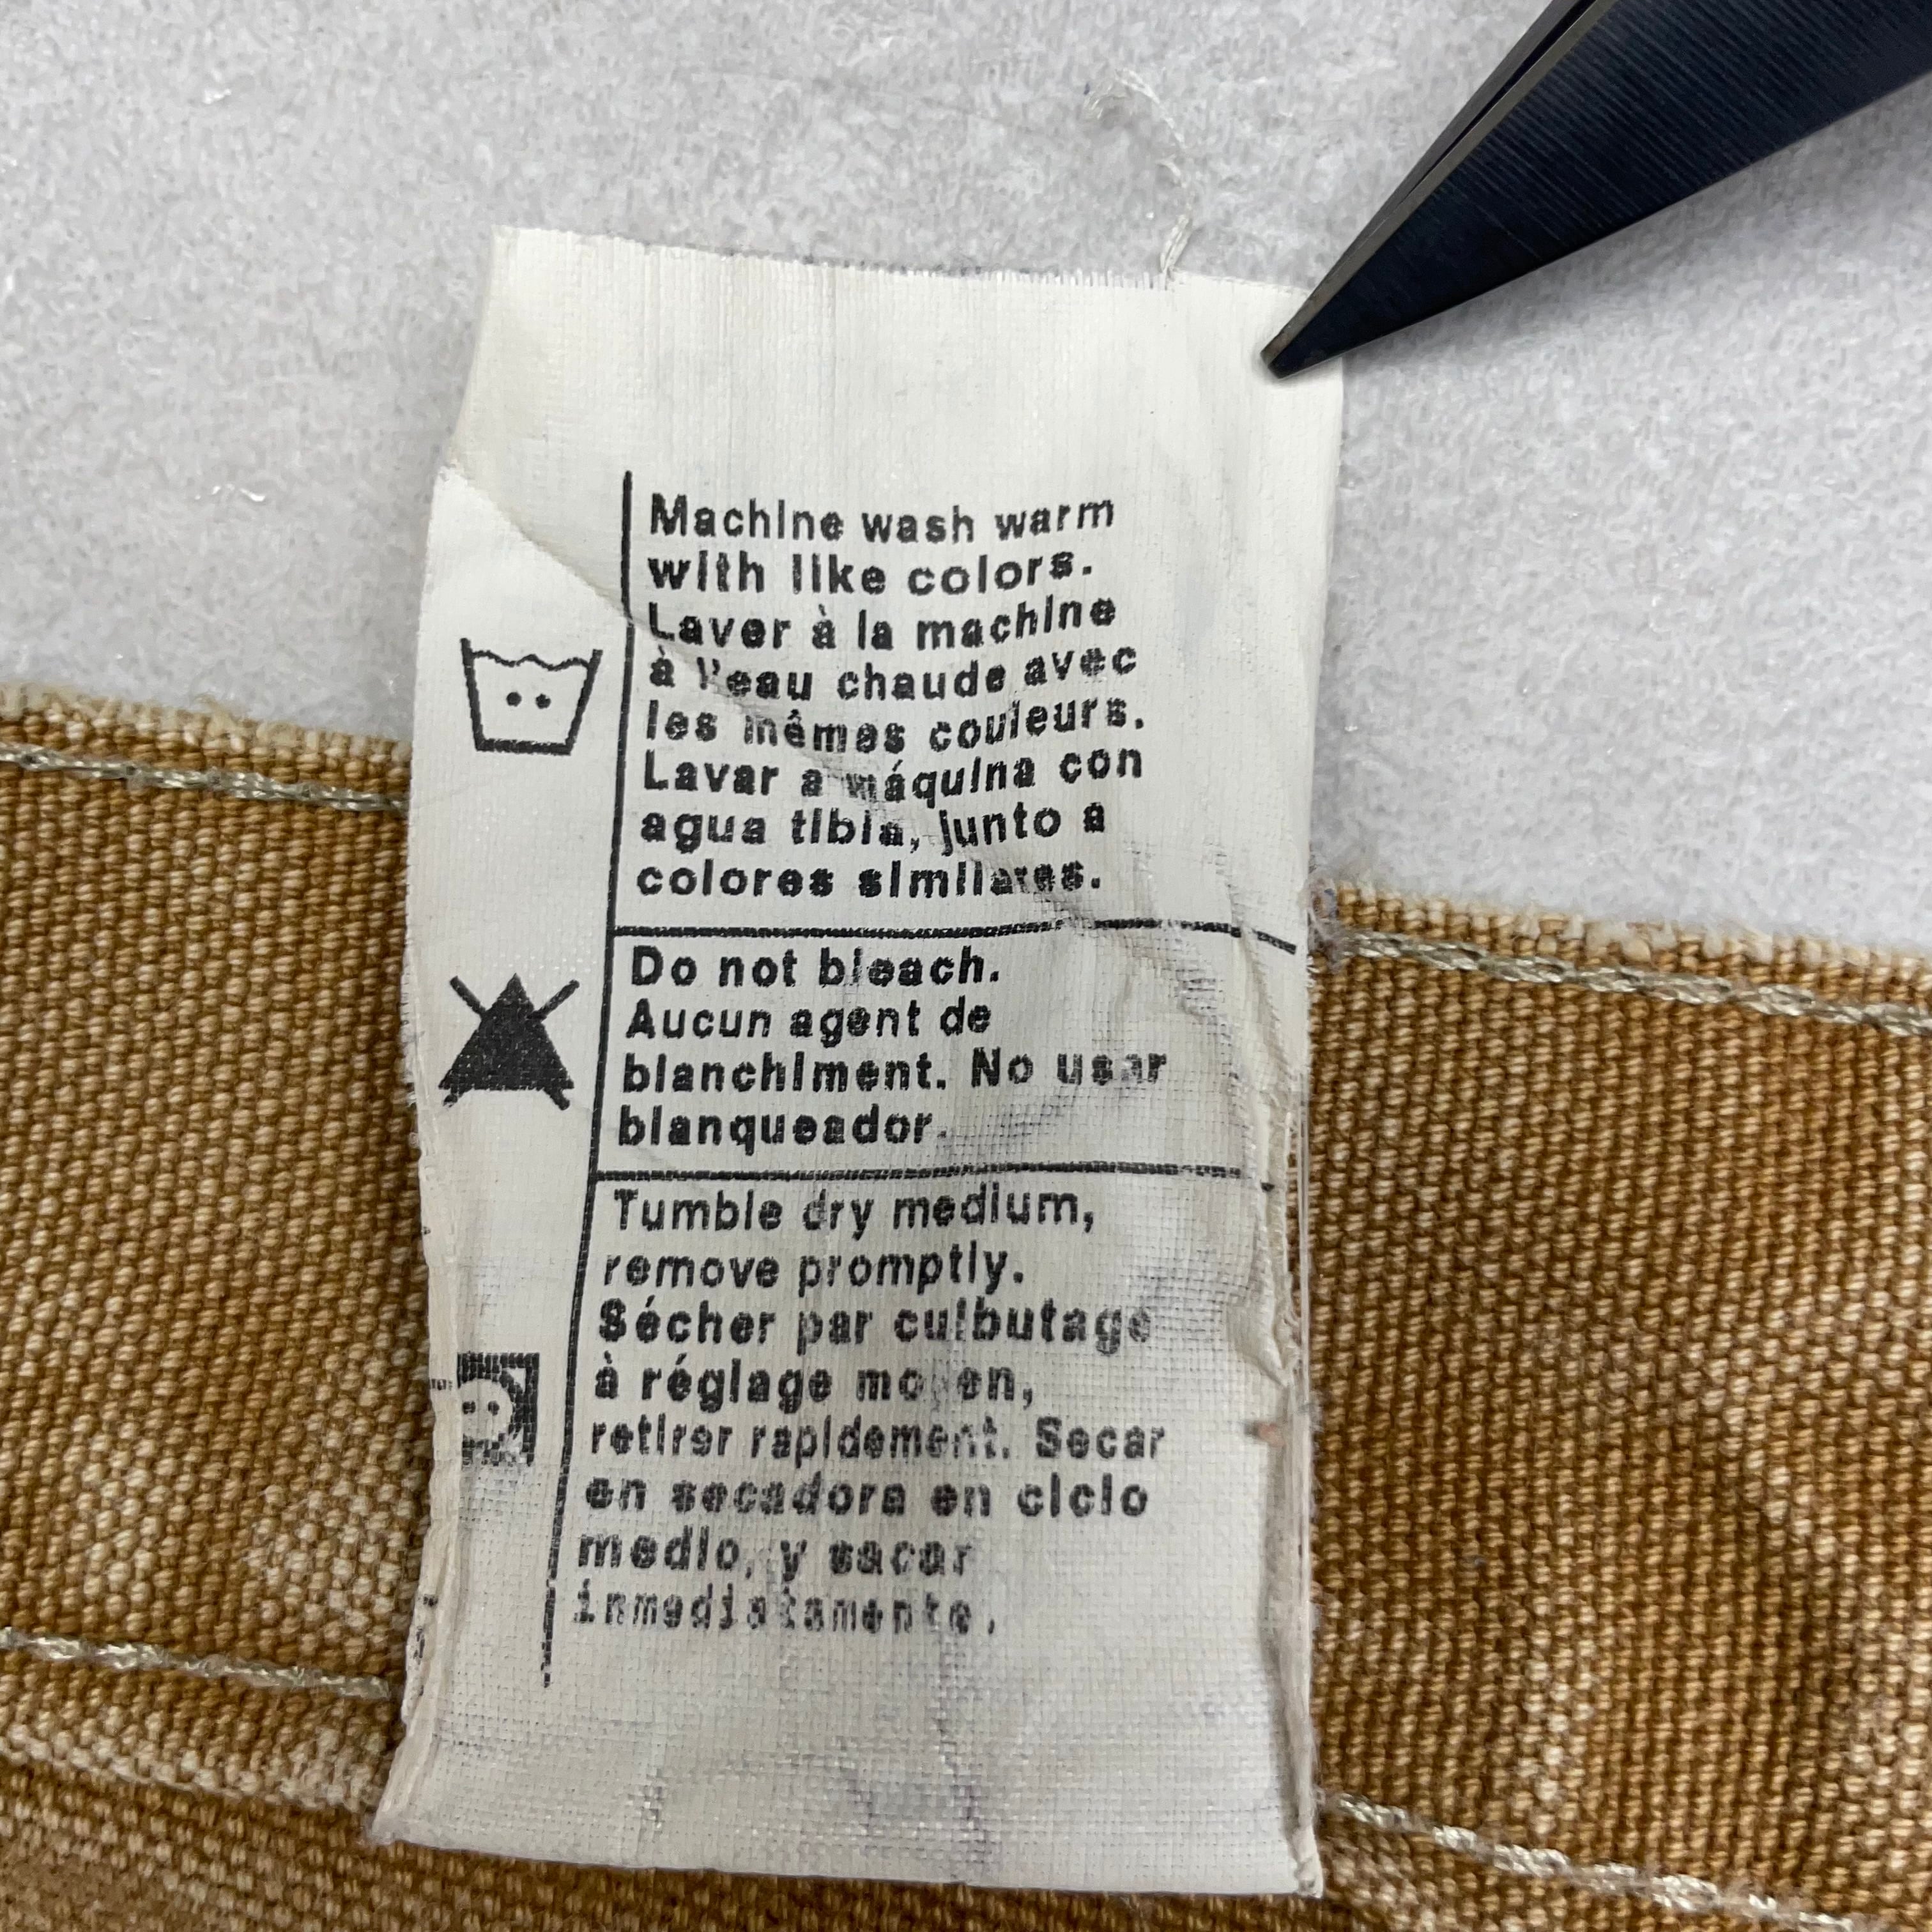 Machine wash warm
with like colors.
Laver à la machine
à l'eau chaude avec
les mêmes couleurs.
Lavar a máquina con
agua tibia, junto a
colores similares.
Do not bleach.
Aucun agent de
blanchiment. No usar
blanqueador.
Tumble dry medium,
remove promptly.
Sécher par culbutage
à réglage moyen,
retirer rapidement. Secar
en secadora en ciclo
medio, y sacar
inmediatamente.